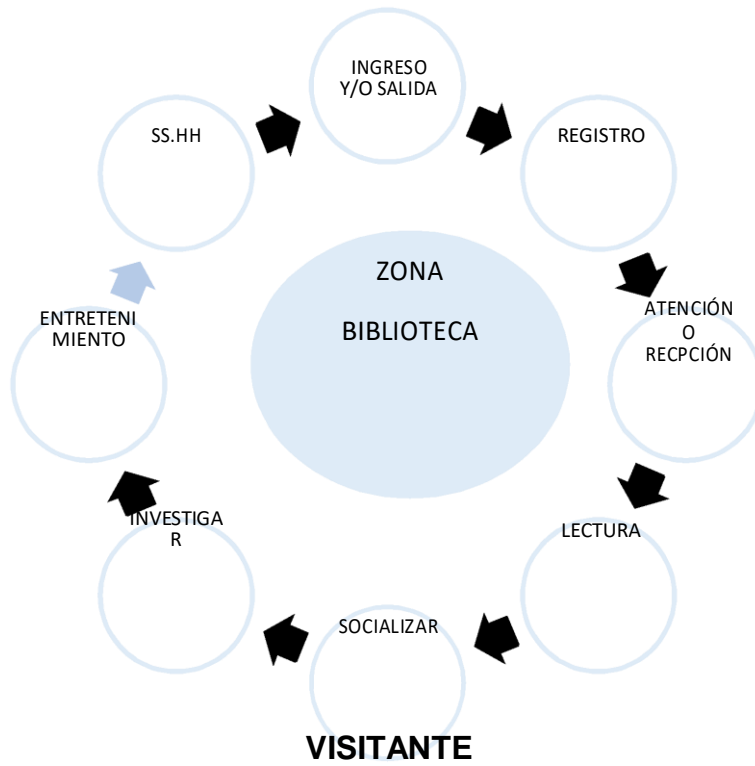 INGRESO
Y/O SALIDA
REGISTRO
ATENCIÓN
O
RECPCIÓN
LECTURA
SOCIALIZAR
INVESTIGA
R
ENTRETENI
MIENTO
SS.HH
ZONA
BIBLIOTECA
VISITANTE